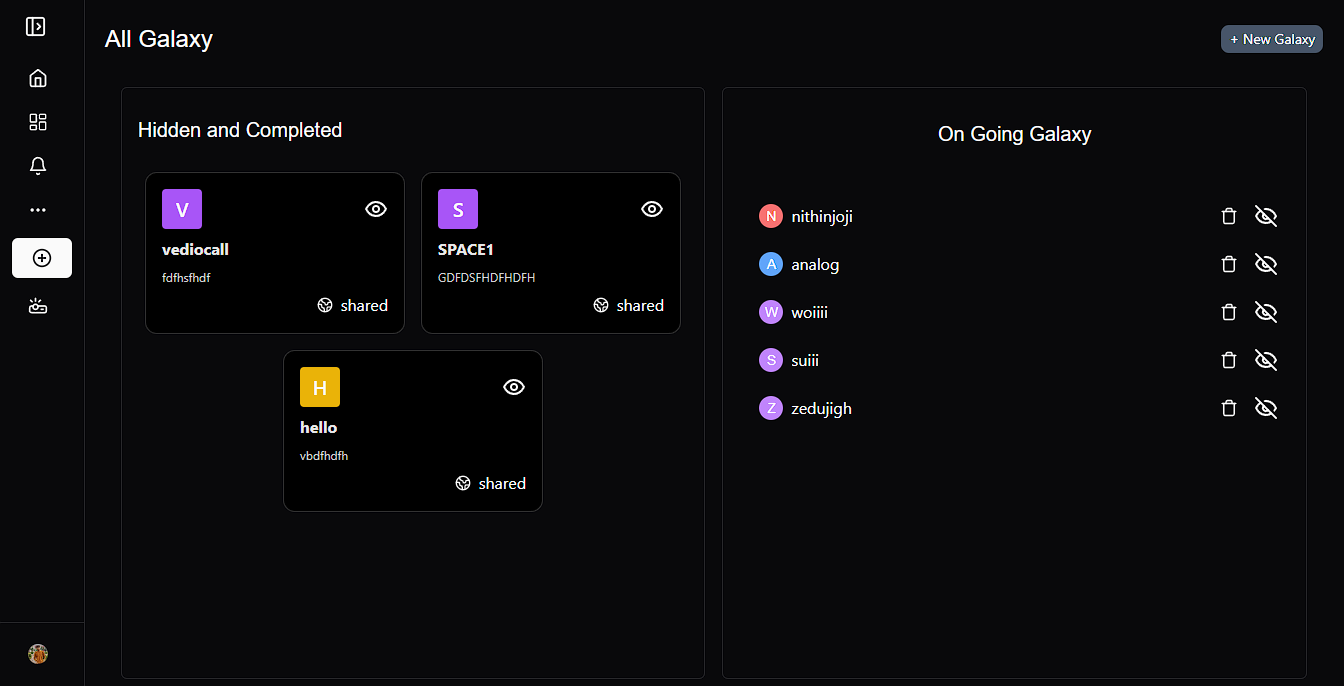 All Galaxy
+ New Galaxy
Hidden and Completed
V
vediocall
fdfhsfhdf
shared
S
SPACE1
GDFDSFHDFHDFH
shared
H
hello
vbdfhdfh
shared
On Going Galaxy
N nithinjoji
A analog
W woiiii
S suiii
Z zedujigh